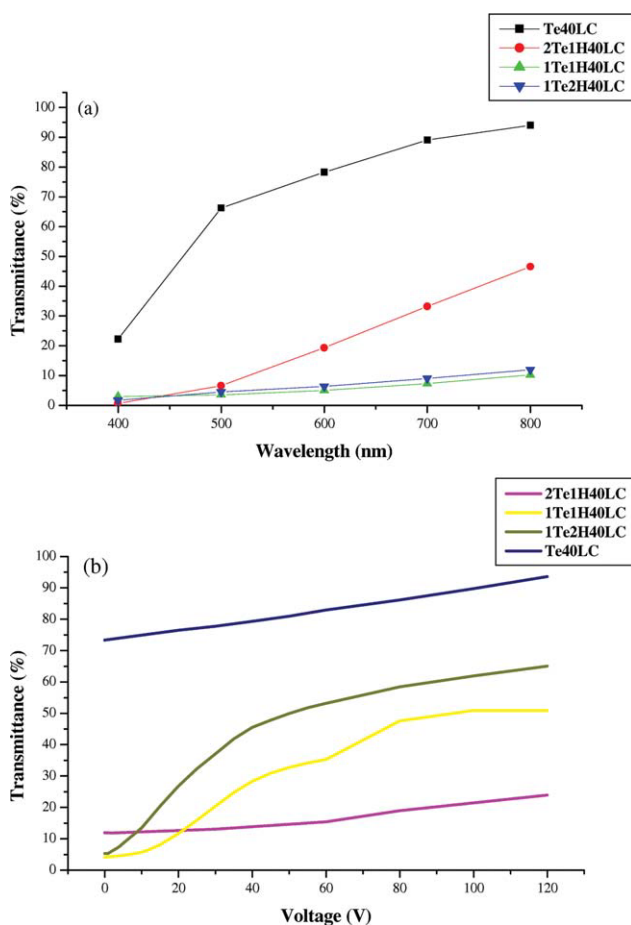 Te40LC
2Te1H40LC
1Te1H40LC
1Te2H40LC
(a)
100
90
80
70
60
50
40
30
20
10
0
Transmittance (%)
400 500 600 700 800
Wavelength (nm)
2Te1H40LC
1Te1H40LC
1Te2H40LC
Te40LC
(b)
100
90
80
70
60
50
40
30
20
10
0
Transmittance (%)
0 20 40 60 80 100 120
Voltage (V)